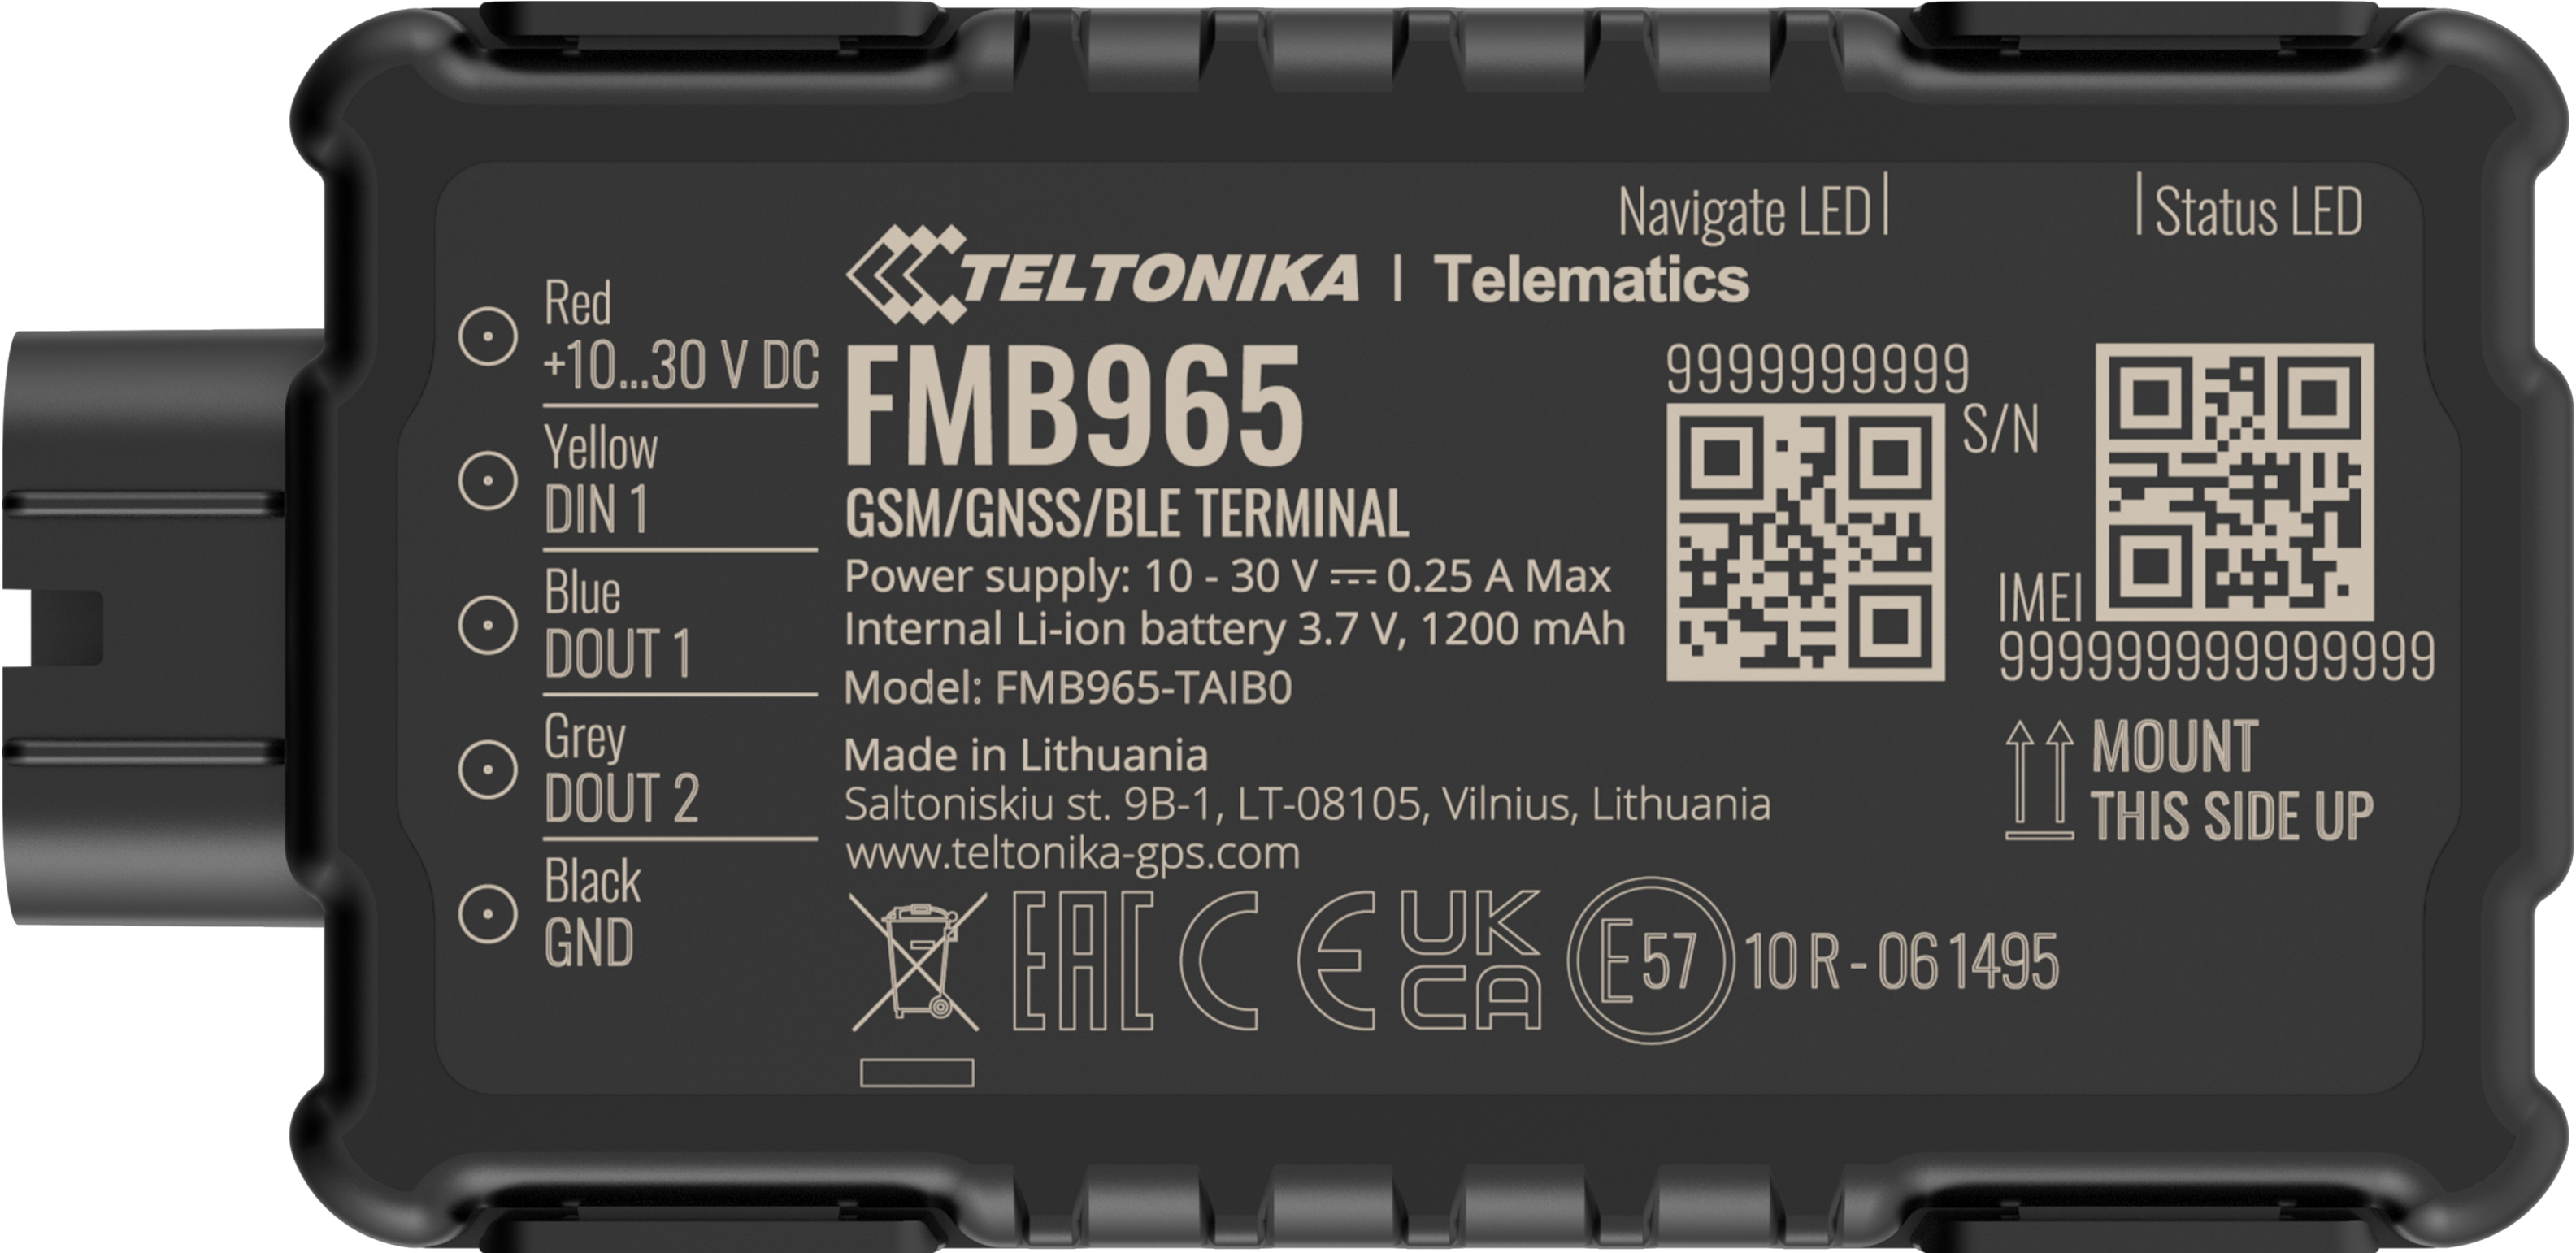 Navigate LED
Status LED
TELTONIKA | Telematics
Red
+10...30 V DC
Yellow
DIN 1
Blue
DOUT 1
Grey
DOUT 2
Black
GND
FMB965
GSM/GNSS/BLE TERMINAL
Power supply: 10 - 30 V ⎓ 0.25 A Max
Internal Li-ion battery 3.7 V, 1200 mAh
Model: FMB965-TAIB0
Made in Lithuania
Saltoniskiu st. 9B-1, LT-08105, Vilnius, Lithuania
www.teltonika-gps.com
EAC CE UK
CA
E57 10 R - 06 1495
9999999999
S/N
IMEI
999999999999999
MOUNT
THIS SIDE UP